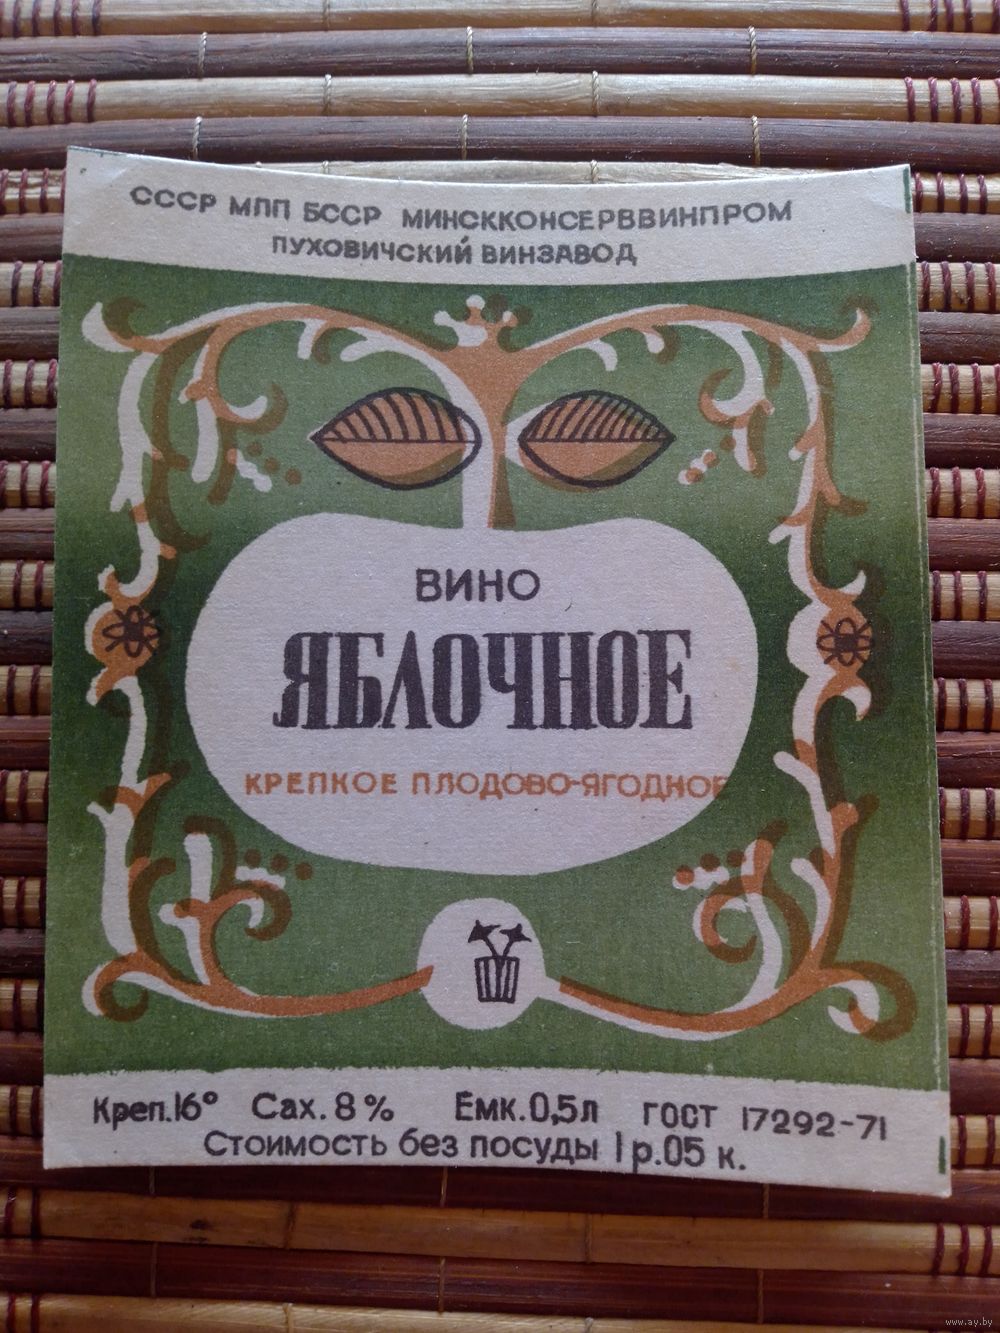 СССР МПП БССР МИНСККОНСЕРВВИНПРОМ
ПУХОВИЧСКИЙ ВИНЗАВОД
ВИНО
ЯБЛОЧНОЕ
КРЕПКОЕ ПЛОДОВО-ЯГОДНОЕ
Креп.16° Сах.8% Емк.0,5л ГОСТ 17292-71
Стоимость без посуды 1р.05 к.
www.ay.by